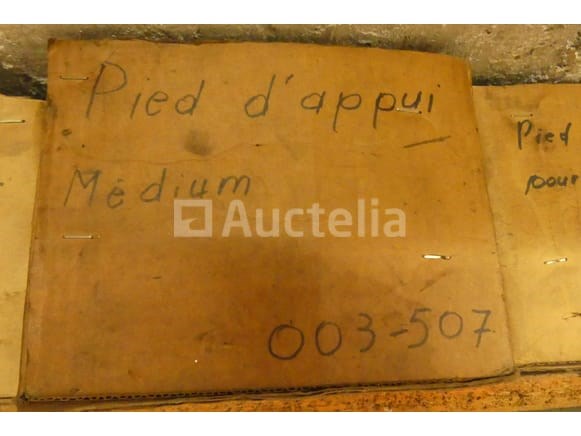 Pied d'appui
Médium
003-507
Pied
pour
Auctelia